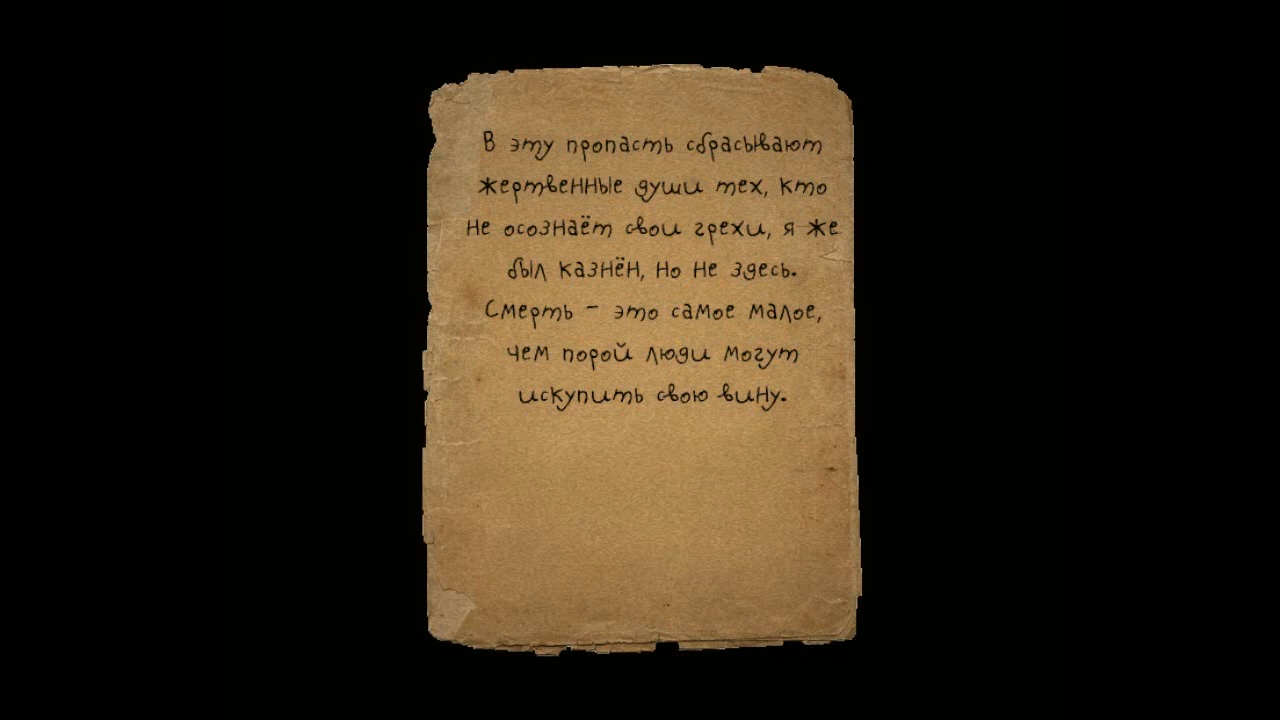 В эту пропасть сбрасывают
жертвенные души тех, кто
не осознаёт свои грехи, я же
был казнён, но не здесь.
Смерть - это самое малое,
чем порой люди могут
искупить свою вину.